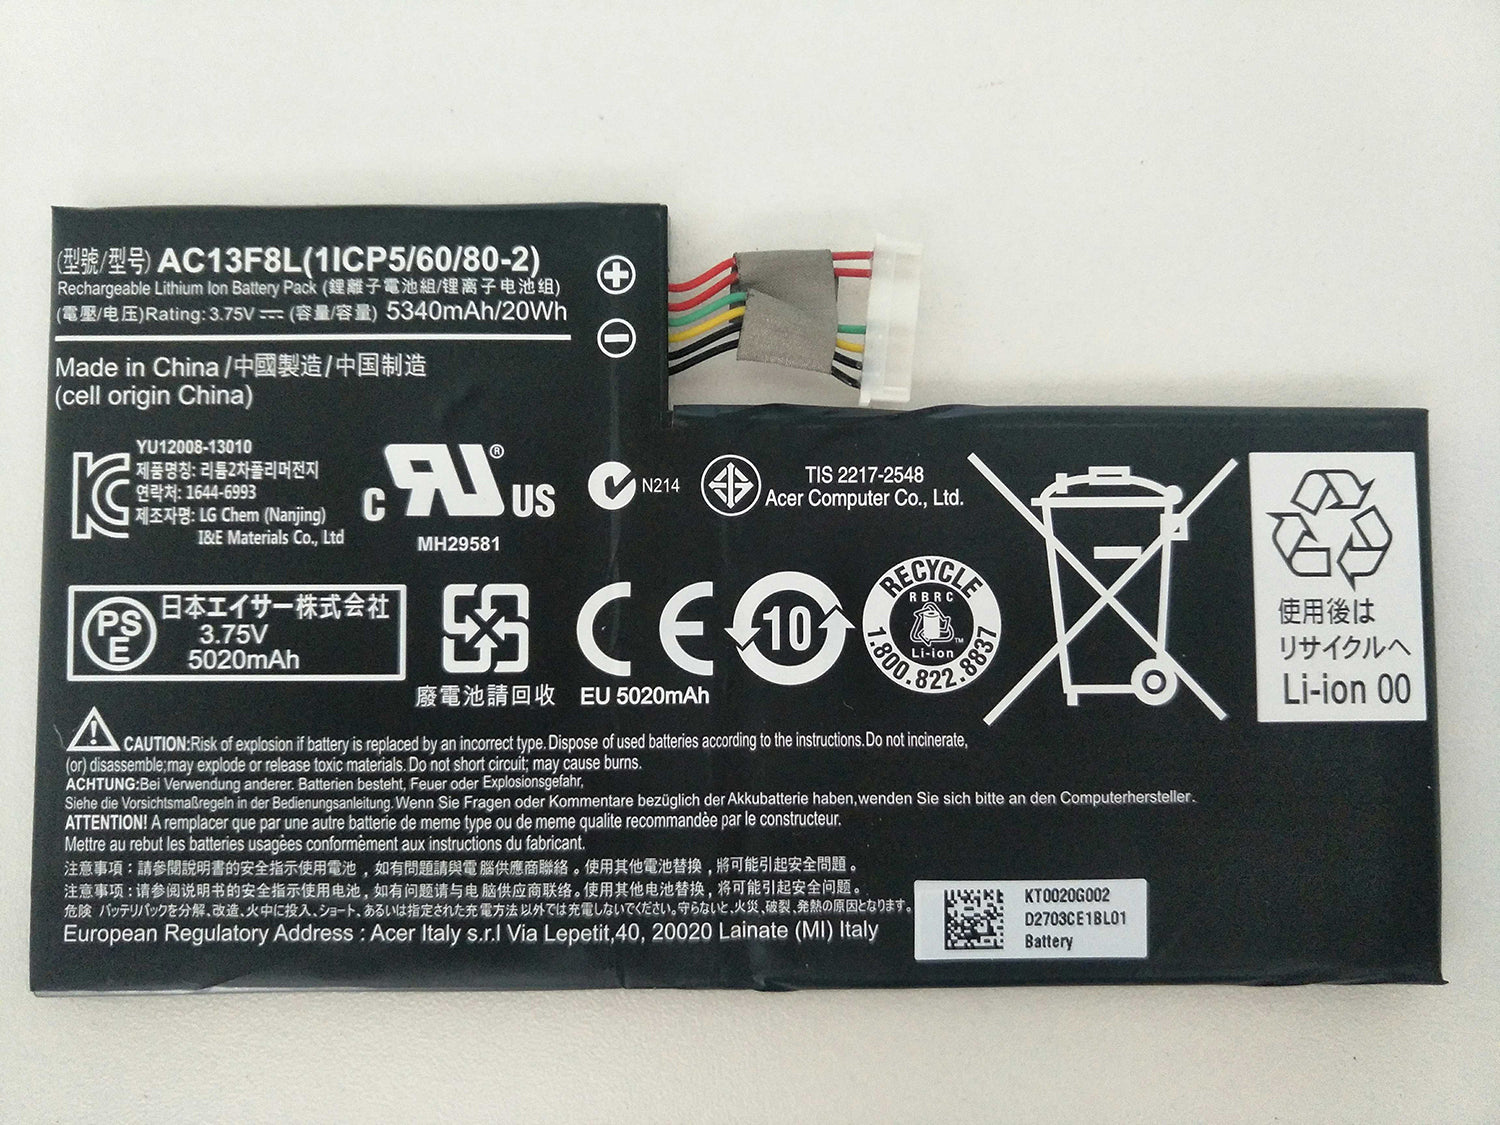 (型號/型号) AC13F8L(1ICP5/60/80-2)
Rechargeable Lithium Ion Battery Pack (鋰離子電池組/锂离子电池组)
(電壓/电压)Rating: 3.75V ⎓ (容量/容量) 5340mAh/20Wh
+
−
Made in China/中國製造/中国制造
(cell origin China)
YU12008-13010
제품명칭: 리튬2차폴리머전지
연락처: 1644-6993
제조자명: LG Chem (Nanjing)
I&E Materials Co., Ltd
C RU® US
MH29581
N214
TIS 2217-2548
Acer Computer Co., Ltd.
PSE
日本エイサー株式会社
3.75V
5020mAh
廢電池請回收
CE
EU 5020mAh
10
RECYCLE
RBRC
Li-ion
1.800.822.8837
使用後は
リサイクルへ
Li-ion 00
CAUTION:Risk of explosion if battery is replaced by an incorrect type. Dispose of used batteries according to the instructions.Do not incinerate,
(or) disassemble;may explode or release toxic materials. Do not short circuit; may cause burns.
ACHTUNG:Bei Verwendung anderer. Batterien besteht, Feuer oder Explosionsgefahr,
Siehe die Vorsichtsmaßregeln in der Bedienungsanleitung.Wenn Sie Fragen oder Kommentare bezüglich der Akkubatterie haben,wenden Sie sich bitte an den Computerhersteller.
ATTENTION! A remplacer que par une autre batterie de meme type ou de meme qualite recommandèe par le constructeur.
Mettre au rebut les batteries usagées conformèment aux instructions du fabricant.
注意事項：請參閱說明書的安全指示使用電池，如有問題請與電腦供應商聯絡。使用其他電池替換，將可能引起安全問題。
注意事项：请参阅说明书的安全指示使用电池，如有问题请与电脑供应商联络。使用其他电池替换，将可能引起安全问题。
危険 バッテリパックを分解、改造、火中に投入、ショート、あるいは指定された充電方法以外では充電しないでください。守らないと、火災、破裂、発熱の原因となります。
European Regulatory Address : Acer Italy s.r.l Via Lepetit,40, 20020 Lainate (MI) Italy
KT0020G002
D2703CE1BL01
Battery